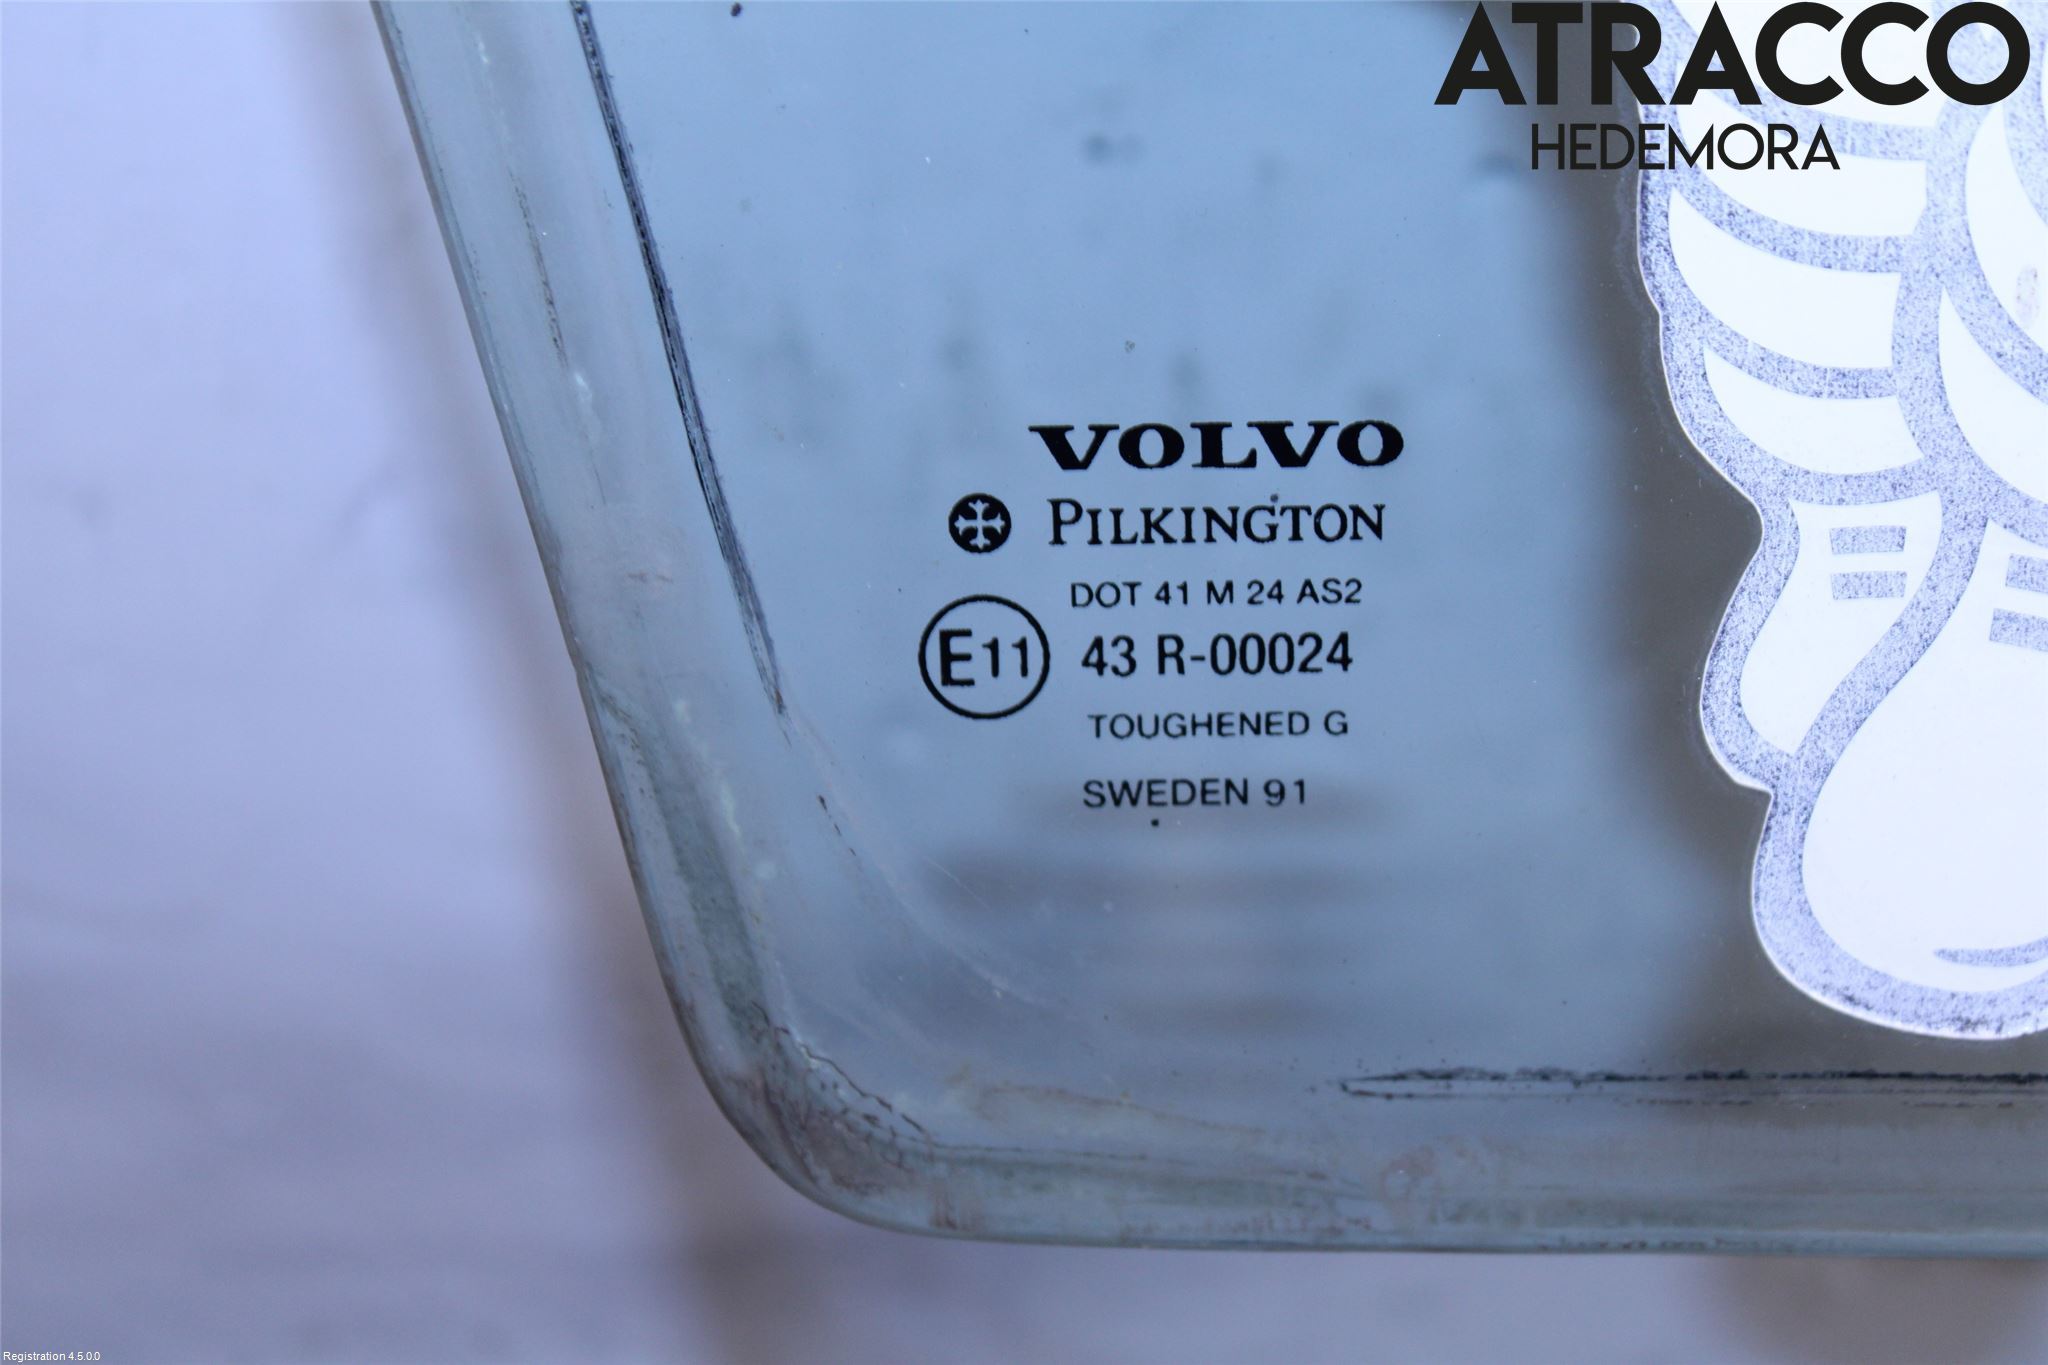 ATRACCO
HEDEMORA
VOLVO
PILKINGTON
DOT 41 M 24 AS2
E11 43 R-00024
TOUGHENED G
SWEDEN 91
Registration 4.5.0.0